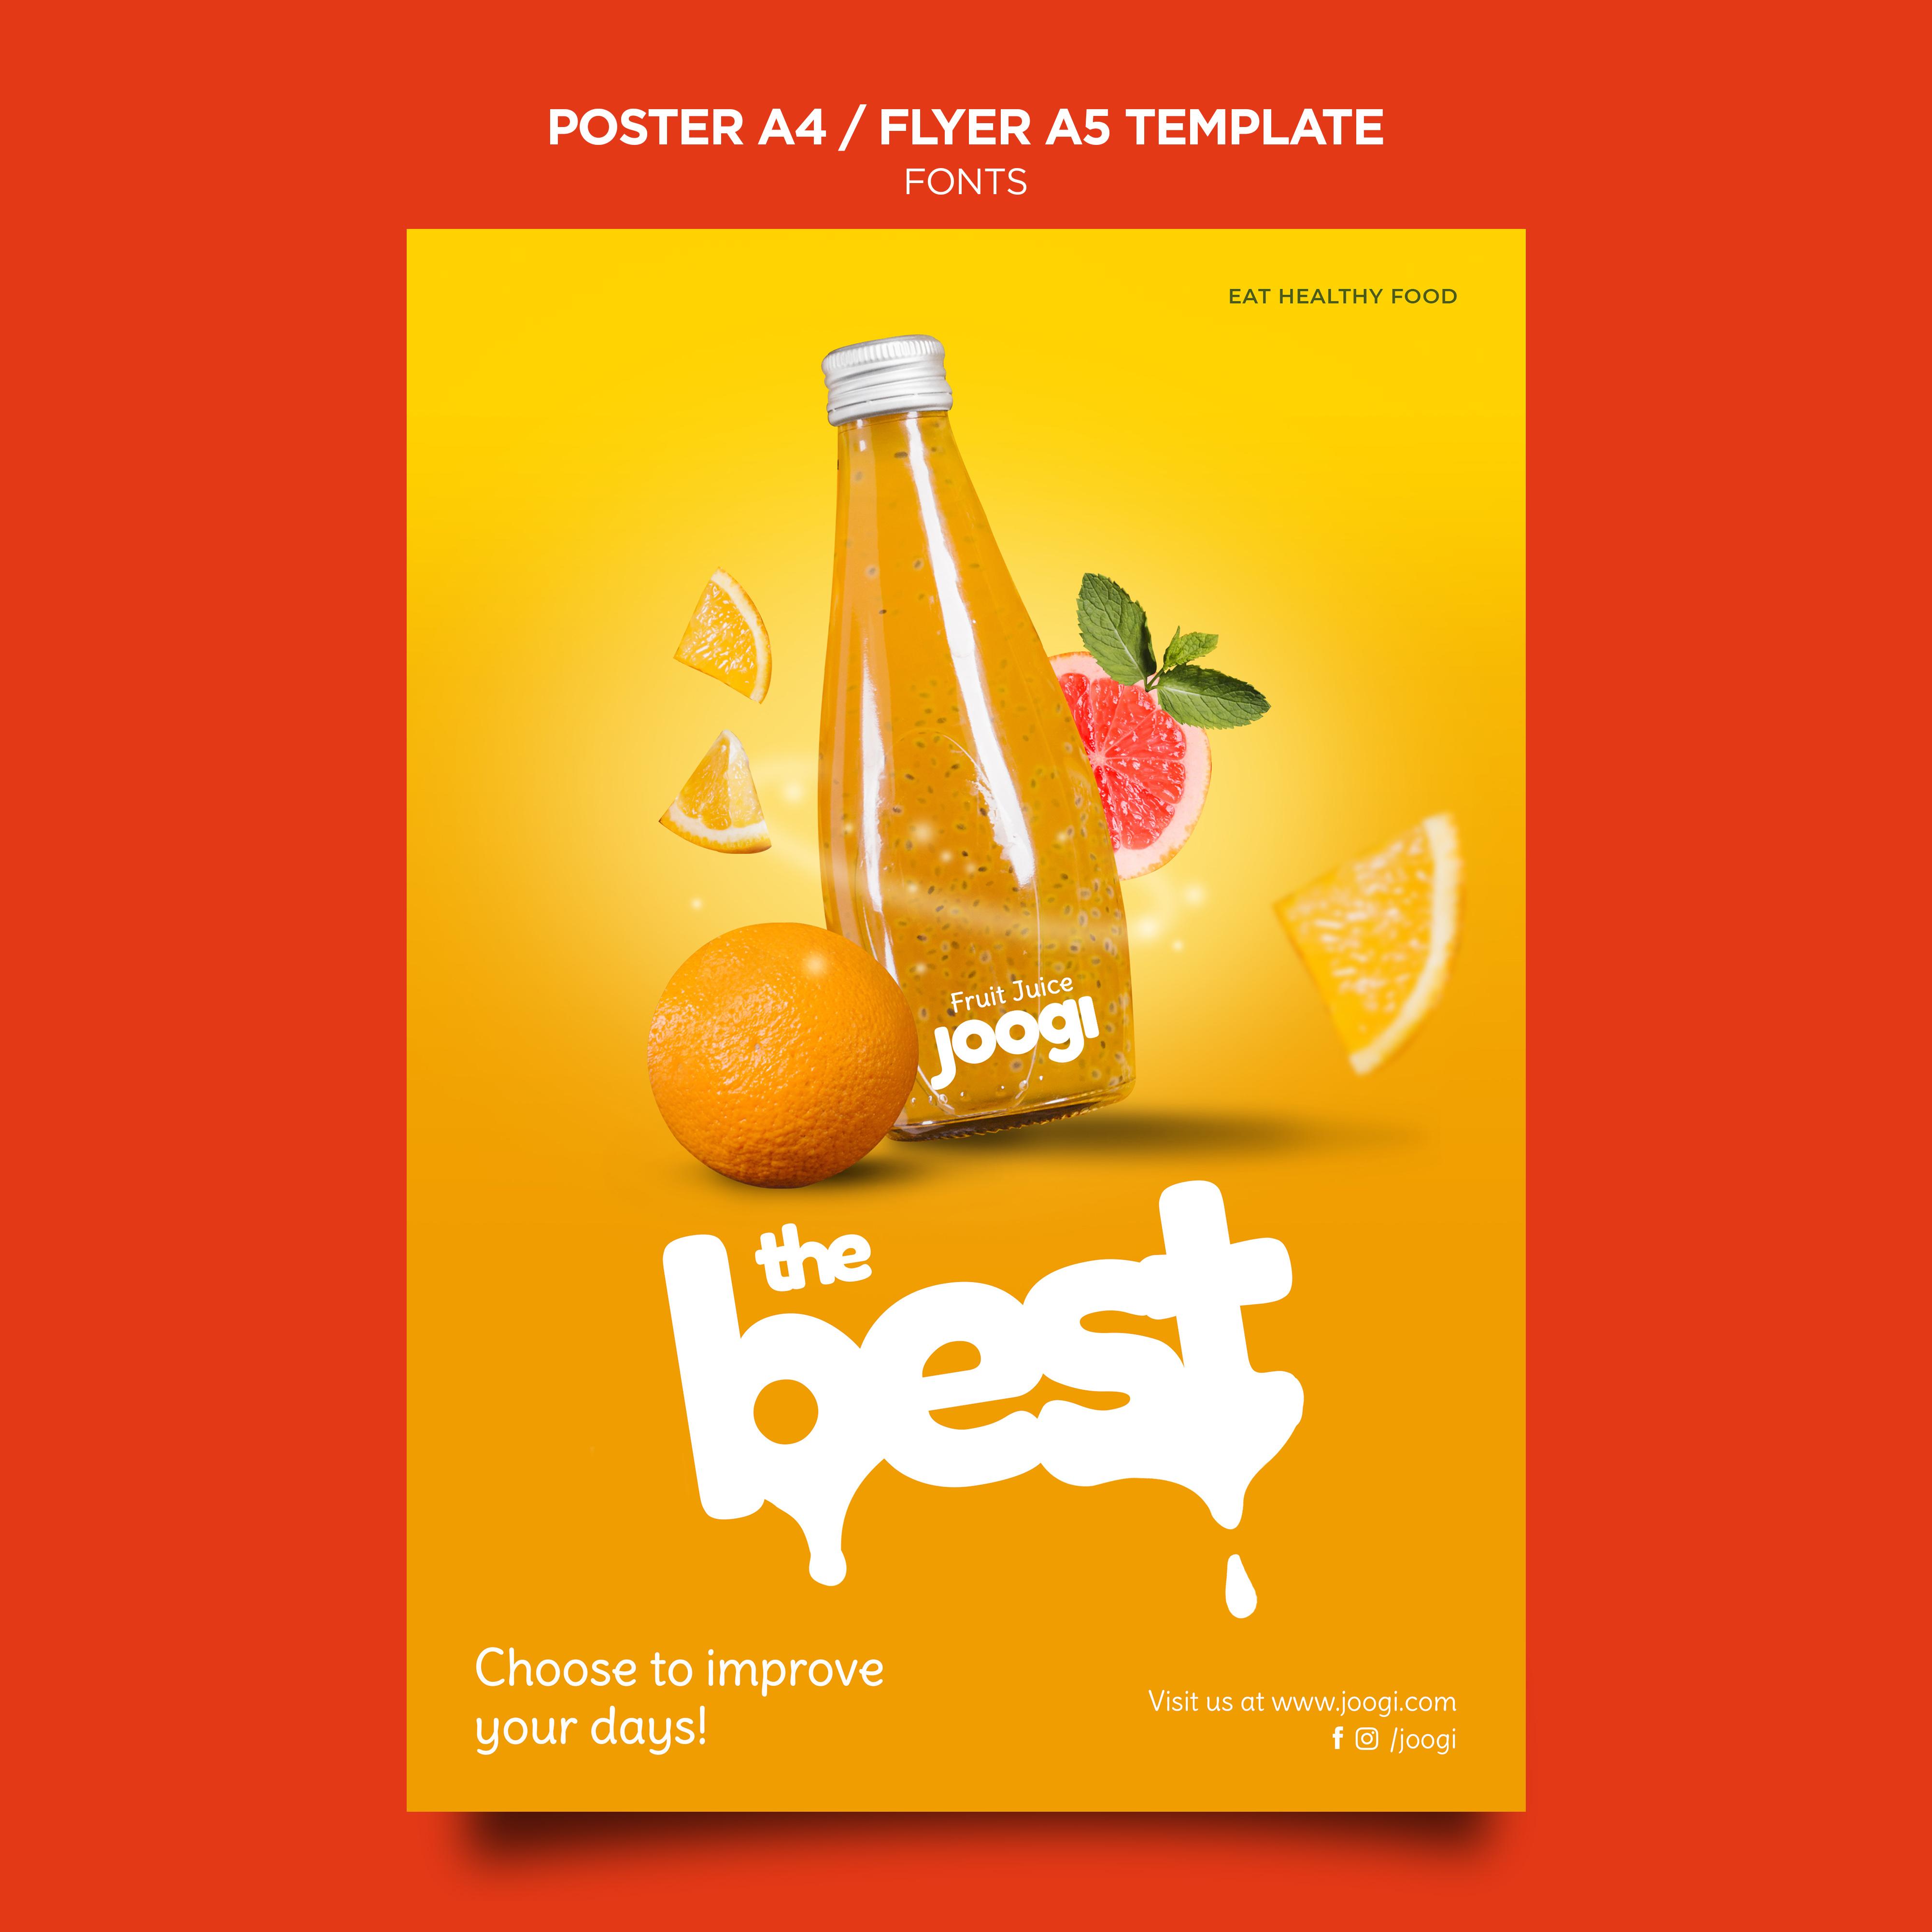 POSTER A4 / FLYER A5 TEMPLATE
FONTS
EAT HEALTHY FOOD
Fruit Juice
joogi
the
best
Choose to improve
your days!
Visit us at www.joogi.com
/joogi